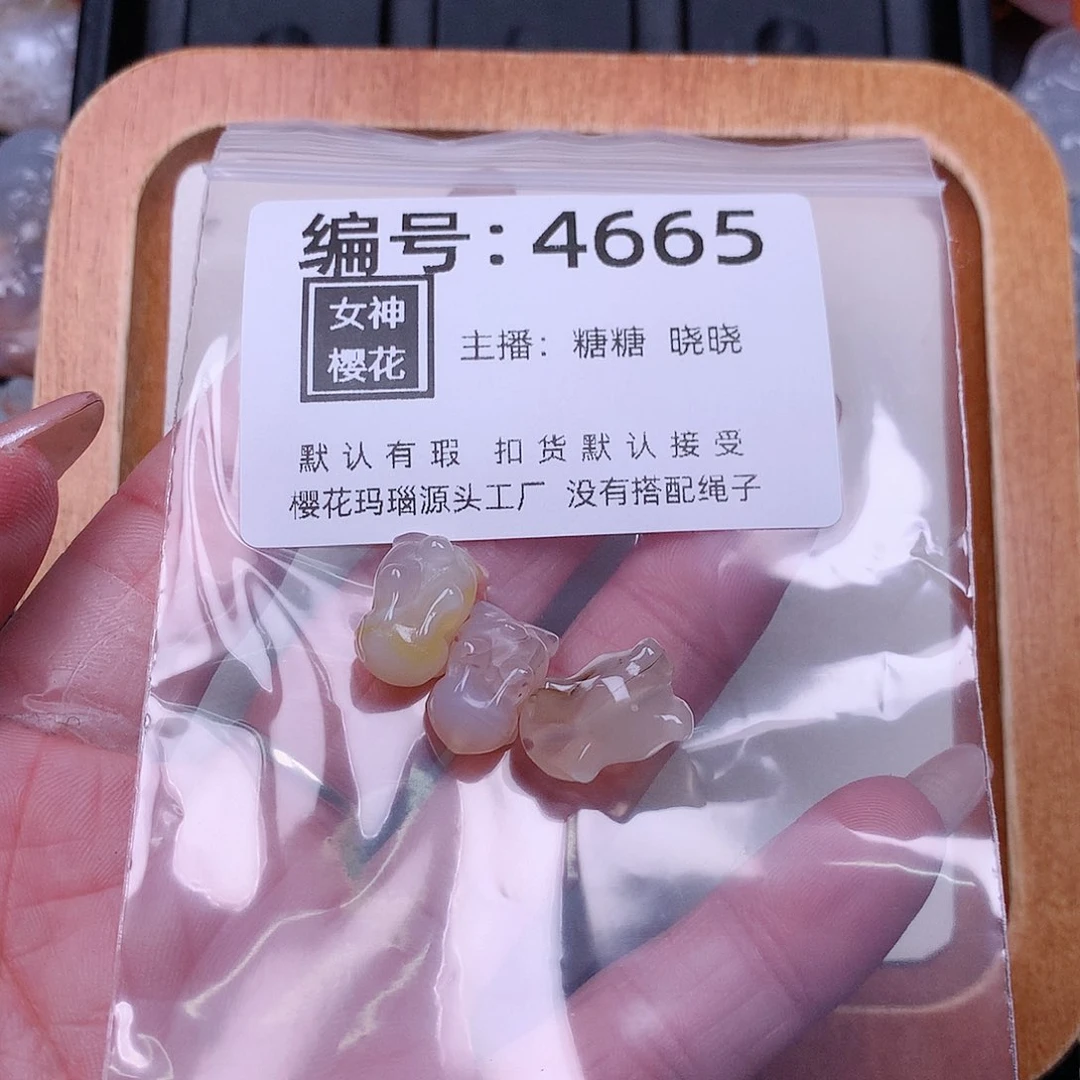 编号:4665
女神
樱花
主播: 糖糖 晓晓
默认有瑕 扣货默认接受
樱花玛瑙源头工厂 没有搭配绳子